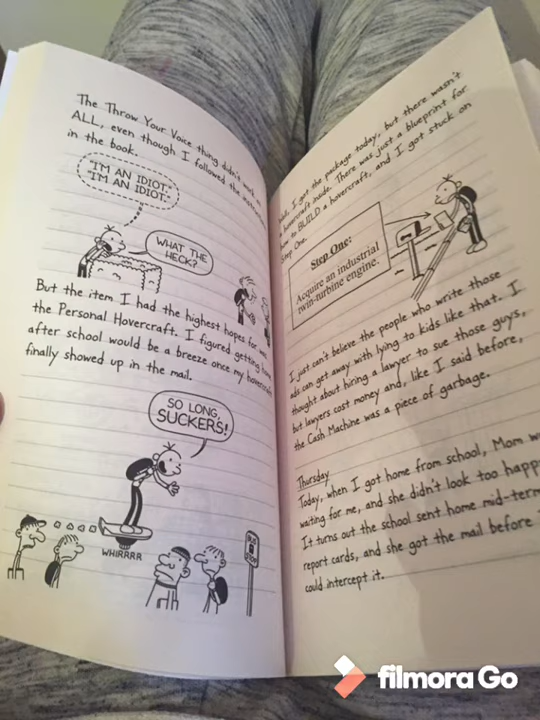 The Throw Your Voice thing didn't work at
ALL, even though I followed the instructions
in the book.
"I'M AN IDIOT."
"I'M AN IDIOT."
WHAT THE
HECK?
But the item I had the highest hopes for was
the Personal Hovercraft. I figured getting home
after school would be a breeze once my hovercraft
finally showed up in the mail.
SO LONG,
SUCKERS!
WHIRRRR
BUS
STOP
Well, I got the package today, but there wasn't
a hovercraft inside. There was just a blueprint for
how to BUILD a hovercraft, and I got stuck on
Step One.
Step One:
Acquire an industrial
twin-turbine engine.
I just can't believe the people who write those
ads can get away with lying to kids like that. I
thought about hiring a lawyer to sue those guys,
but lawyers cost money and, like I said before,
the Cash Machine was a piece of garbage.
Thursday
Today, when I got home from school, Mom
waiting for me, and she didn't look too happy
It turns out the school sent home mid-term
report cards, and she got the mail before I
could intercept it.
filmora Go